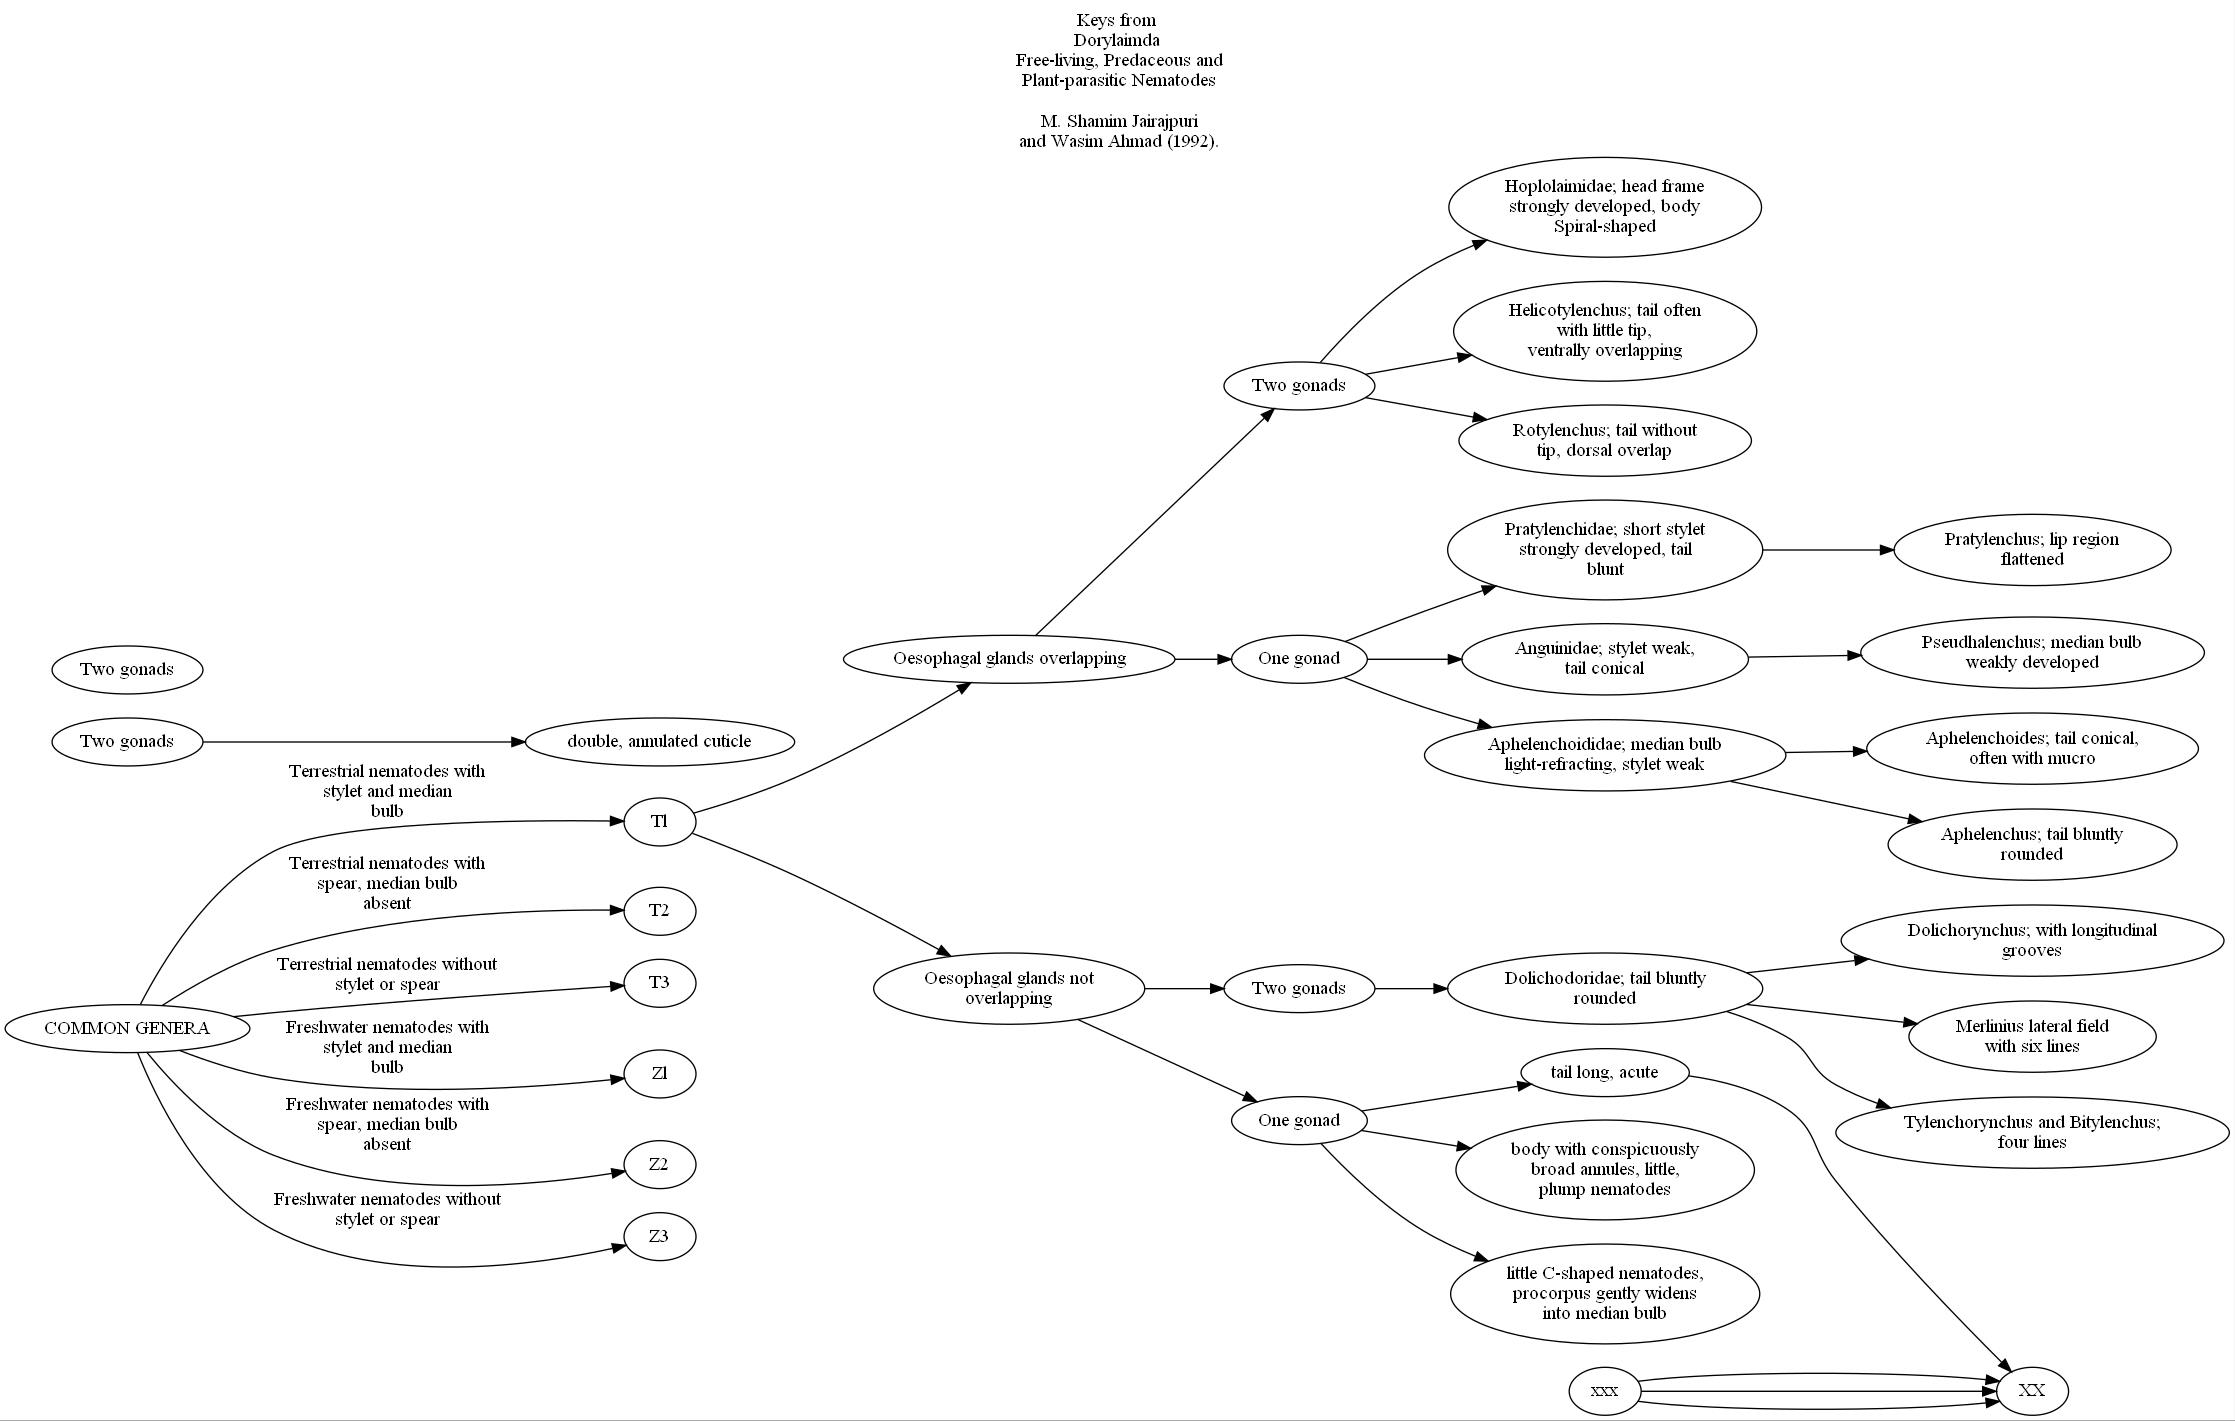 Keys from
Dorylaimda
Free-living, Predaceous and
Plant-parasitic Nematodes
M. Shamim Jairajpuri
and Wasim Ahmad (1992).
Hoplolaimidae; head frame
strongly developed, body
Spiral-shaped
Helicotylenchus; tail often
with little tip,
ventrally overlapping
Two gonads
Rotylenchus; tail without
tip, dorsal overlap
Pratylenchidae; short stylet
strongly developed, tail
blunt
Pratylenchus; lip region
flattened
Oesophagal glands overlapping
One gonad
Anguinidae; stylet weak,
tail conical
Pseudhalenchus; median bulb
weakly developed
Two gonads
Two gonads
double, annulated cuticle
Aphelenchoididae; median bulb
light-refracting, stylet weak
Aphelenchoides; tail conical,
often with mucro
Aphelenchus; tail bluntly
rounded
Terrestrial nematodes with
stylet and median
bulb
T1
Terrestrial nematodes with
spear, median bulb
absent
T2
Terrestrial nematodes without
stylet or spear
T3
COMMON GENERA
Freshwater nematodes with
stylet and median
bulb
Z1
Freshwater nematodes with
spear, median bulb
absent
Z2
Freshwater nematodes without
stylet or spear
Z3
Oesophagal glands not
overlapping
Two gonads
Dolichodoridae; tail bluntly
rounded
Dolichorynchus; with longitudinal
grooves
Merlinius lateral field
with six lines
Tylenchorynchus and Bitylenchus;
four lines
One gonad
tail long, acute
body with conspicuously
broad annules, little,
plump nematodes
little C-shaped nematodes,
procorpus gently widens
into median bulb
xxx
XX